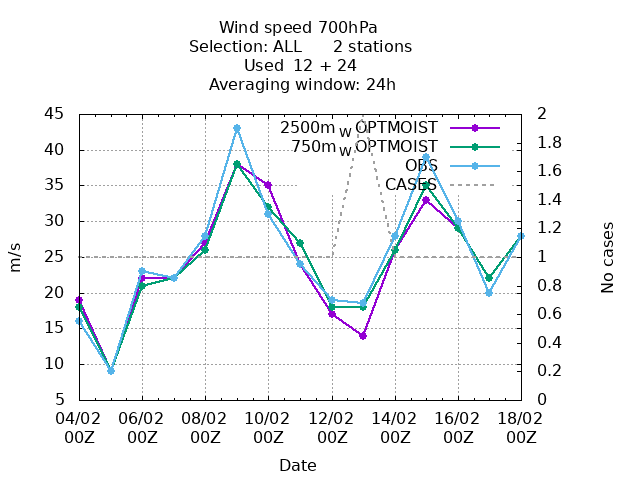 Wind speed 700hPa
Selection: ALL 2 stations
Used 12 + 24
Averaging window: 24h
2500m W OPTMOIST
750m W OPTMOIST
OBS
CASES
45
40
35
30
25
20
15
10
5
2
1.8
1.6
1.4
1.2
1
0.8
0.6
0.4
0.2
0
m/s
No cases
04/02 06/02 08/02 10/02 12/02 14/02 16/02 18/02
00Z 00Z 00Z 00Z 00Z 00Z 00Z 00Z
Date